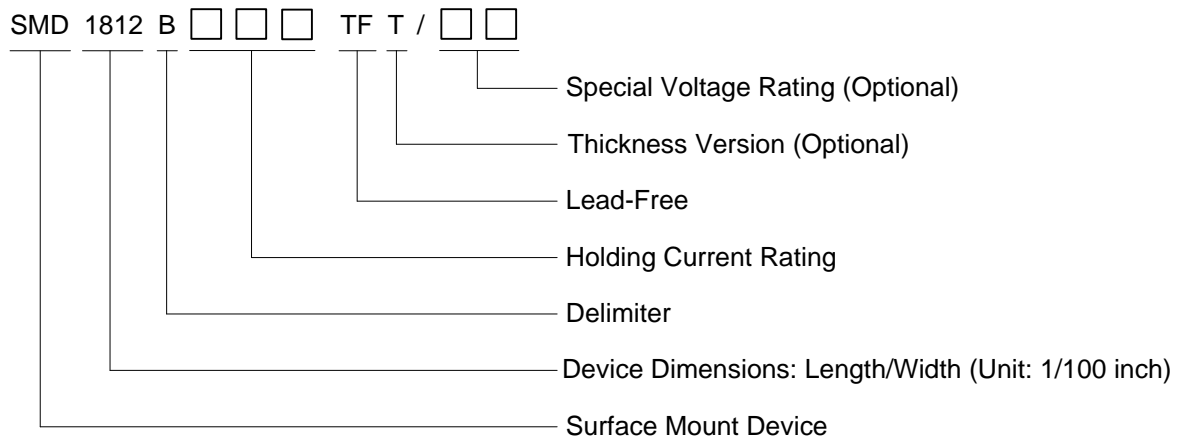 SMD 1812 B □ □ □ TF T / □ □
Special Voltage Rating (Optional)
Thickness Version (Optional)
Lead-Free
Holding Current Rating
Delimiter
Device Dimensions: Length/Width (Unit: 1/100 inch)
Surface Mount Device